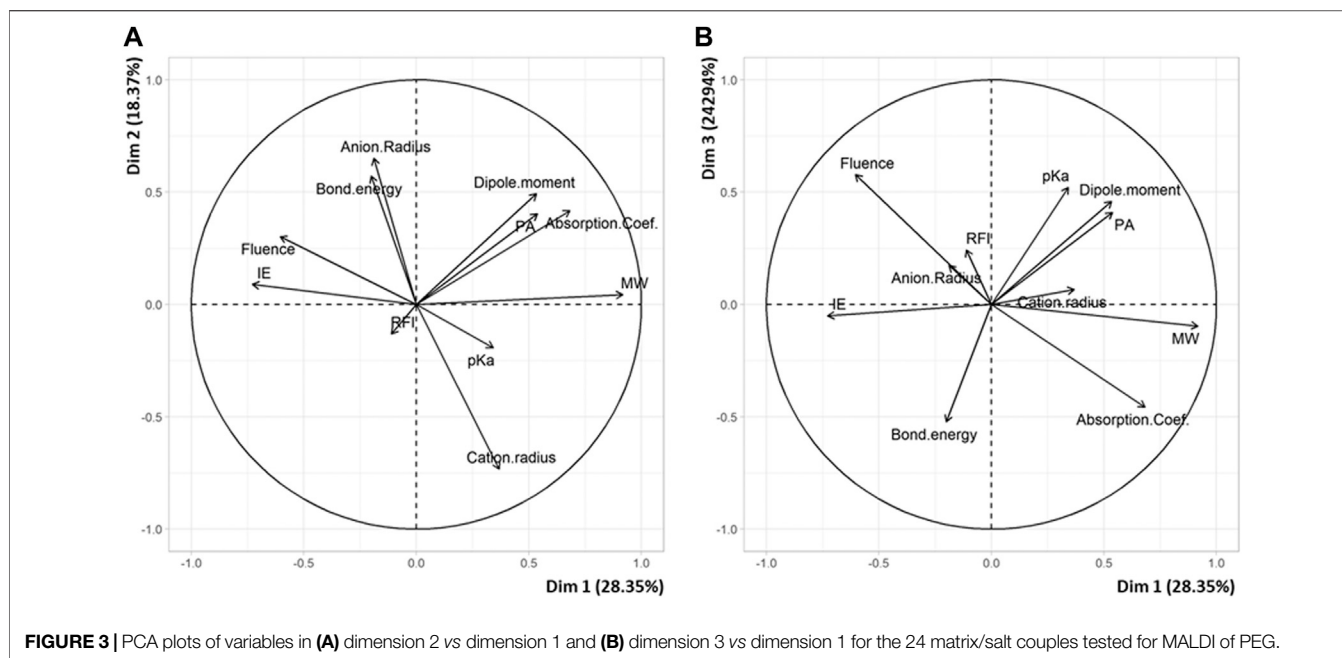 A
Dim 2 (18.37%)
1.0
0.5
0.0
-0.5
-1.0
Anion.Radius
Bond.energy
Dipole.moment
PA
Absorption.Coef.
Fluence
IE
MW
RFI
pKa
Cation.radius
-1.0
-0.5
0.0
0.5
1.0
Dim 1 (28.35%)
B
Dim 3 (24294%)
1.0
0.5
0.0
-0.5
-1.0
Fluence
pKa
Dipole.moment
PA
RFI
Anion.Radius
Cation.radius
IE
MW
Absorption.Coef.
Bond.energy
-1.0
-0.5
0.0
0.5
1.0
Dim 1 (28.35%)
FIGURE 3 | PCA plots of variables in (A) dimension 2 vs dimension 1 and (B) dimension 3 vs dimension 1 for the 24 matrix/salt couples tested for MALDI of PEG.